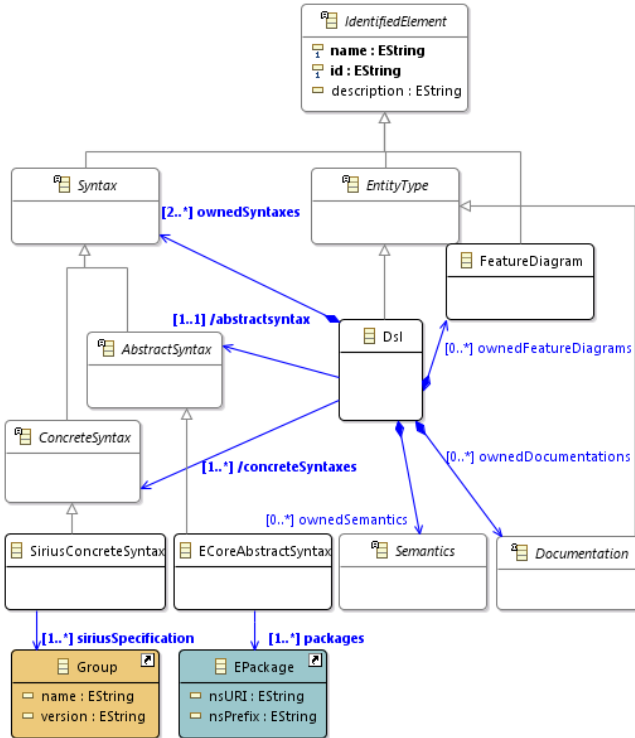 IdentifiedElement
name : EString
id : EString
description : EString
Syntax
EntityType
[2..*] ownedSyntaxes
FeatureDiagram
[1..1] /abstractsyntax
Dsl
AbstractSyntax
[0..*] ownedFeatureDiagrams
ConcreteSyntax
[1..*] /concreteSyntaxes
[0..*] ownedDocumentations
[0..*] ownedSemantics
SiriusConcreteSyntax
ECoreAbstractSyntax
Semantics
Documentation
[1..*] siriusSpecification
[1..*] packages
Group
name : EString
version : EString
EPackage
nsURI : EString
nsPrefix : EString